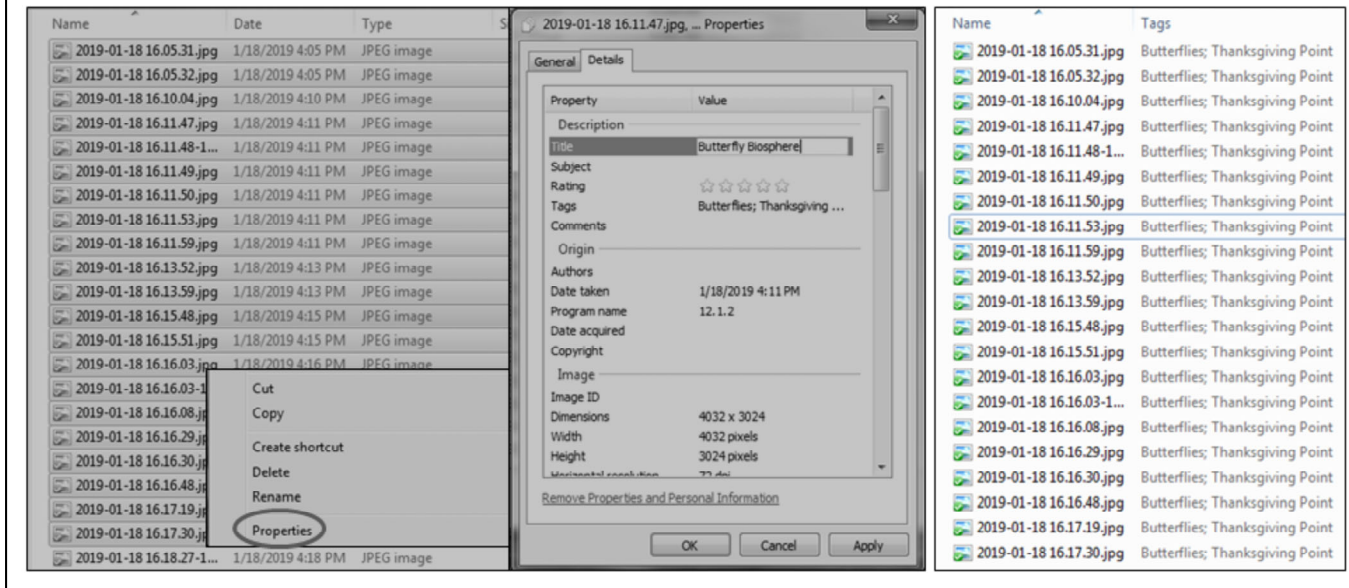 Name Date Type S
2019-01-18 16.05.31.jpg 1/18/2019 4:05 PM JPEG image
2019-01-18 16.05.32.jpg 1/18/2019 4:05 PM JPEG image
2019-01-18 16.10.04.jpg 1/18/2019 4:10 PM JPEG image
2019-01-18 16.11.47.jpg 1/18/2019 4:11 PM JPEG image
2019-01-18 16.11.48-1... 1/18/2019 4:11 PM JPEG image
2019-01-18 16.11.49.jpg 1/18/2019 4:11 PM JPEG image
2019-01-18 16.11.50.jpg 1/18/2019 4:11 PM JPEG image
2019-01-18 16.11.53.jpg 1/18/2019 4:11 PM JPEG image
2019-01-18 16.11.59.jpg 1/18/2019 4:11 PM JPEG image
2019-01-18 16.13.52.jpg 1/18/2019 4:13 PM JPEG image
2019-01-18 16.13.59.jpg 1/18/2019 4:13 PM JPEG image
2019-01-18 16.15.48.jpg 1/18/2019 4:15 PM JPEG image
2019-01-18 16.15.51.jpg 1/18/2019 4:15 PM JPEG image
2019-01-18 16.16.03.jpg 1/18/2019 4:16 PM JPEG image
2019-01-18 16.16.03-1
2019-01-18 16.16.08.jp
2019-01-18 16.16.29.jp
2019-01-18 16.16.30.jp
2019-01-18 16.16.48.jp
2019-01-18 16.17.19.jp
2019-01-18 16.17.30.jp
2019-01-18 16.18.27-1... 1/18/2019 4:18 PM JPEG image
Cut
Copy
Create shortcut
Delete
Rename
Properties
2019-01-18 16.11.47.jpg, ... Properties
General Details
Property Value
Description
Title Butterfly Biosphere
Subject
Rating
Tags Butterflies; Thanksgiving ...
Comments
Origin
Authors
Date taken 1/18/2019 4:11 PM
Program name 12.1.2
Date acquired
Copyright
Image
Image ID
Dimensions 4032 x 3024
Width 4032 pixels
Height 3024 pixels
Horizontal resolution 72 dpi
Remove Properties and Personal Information
OK Cancel Apply
Name Tags
2019-01-18 16.05.31.jpg Butterflies; Thanksgiving Point
2019-01-18 16.05.32.jpg Butterflies; Thanksgiving Point
2019-01-18 16.10.04.jpg Butterflies; Thanksgiving Point
2019-01-18 16.11.47.jpg Butterflies; Thanksgiving Point
2019-01-18 16.11.48-1... Butterflies; Thanksgiving Point
2019-01-18 16.11.49.jpg Butterflies; Thanksgiving Point
2019-01-18 16.11.50.jpg Butterflies; Thanksgiving Point
2019-01-18 16.11.53.jpg Butterflies; Thanksgiving Point
2019-01-18 16.11.59.jpg Butterflies; Thanksgiving Point
2019-01-18 16.13.52.jpg Butterflies; Thanksgiving Point
2019-01-18 16.13.59.jpg Butterflies; Thanksgiving Point
2019-01-18 16.15.48.jpg Butterflies; Thanksgiving Point
2019-01-18 16.15.51.jpg Butterflies; Thanksgiving Point
2019-01-18 16.16.03.jpg Butterflies; Thanksgiving Point
2019-01-18 16.16.03-1... Butterflies; Thanksgiving Point
2019-01-18 16.16.08.jpg Butterflies; Thanksgiving Point
2019-01-18 16.16.29.jpg Butterflies; Thanksgiving Point
2019-01-18 16.16.30.jpg Butterflies; Thanksgiving Point
2019-01-18 16.16.48.jpg Butterflies; Thanksgiving Point
2019-01-18 16.17.19.jpg Butterflies; Thanksgiving Point
2019-01-18 16.17.30.jpg Butterflies; Thanksgiving Point